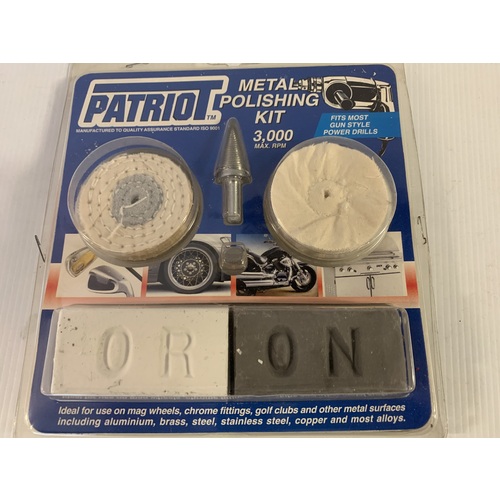 PATRIOT™
MANUFACTURED TO QUALITY ASSURANCE STANDARD ISO 9001
METAL
POLISHING
KIT
3,000
MAX. RPM
FITS MOST
GUN STYLE
POWER DRILLS
OR ON
Ideal for use on mag wheels, chrome fittings, golf clubs and other metal surfaces
including aluminium, brass, steel, stainless steel, copper and most alloys.